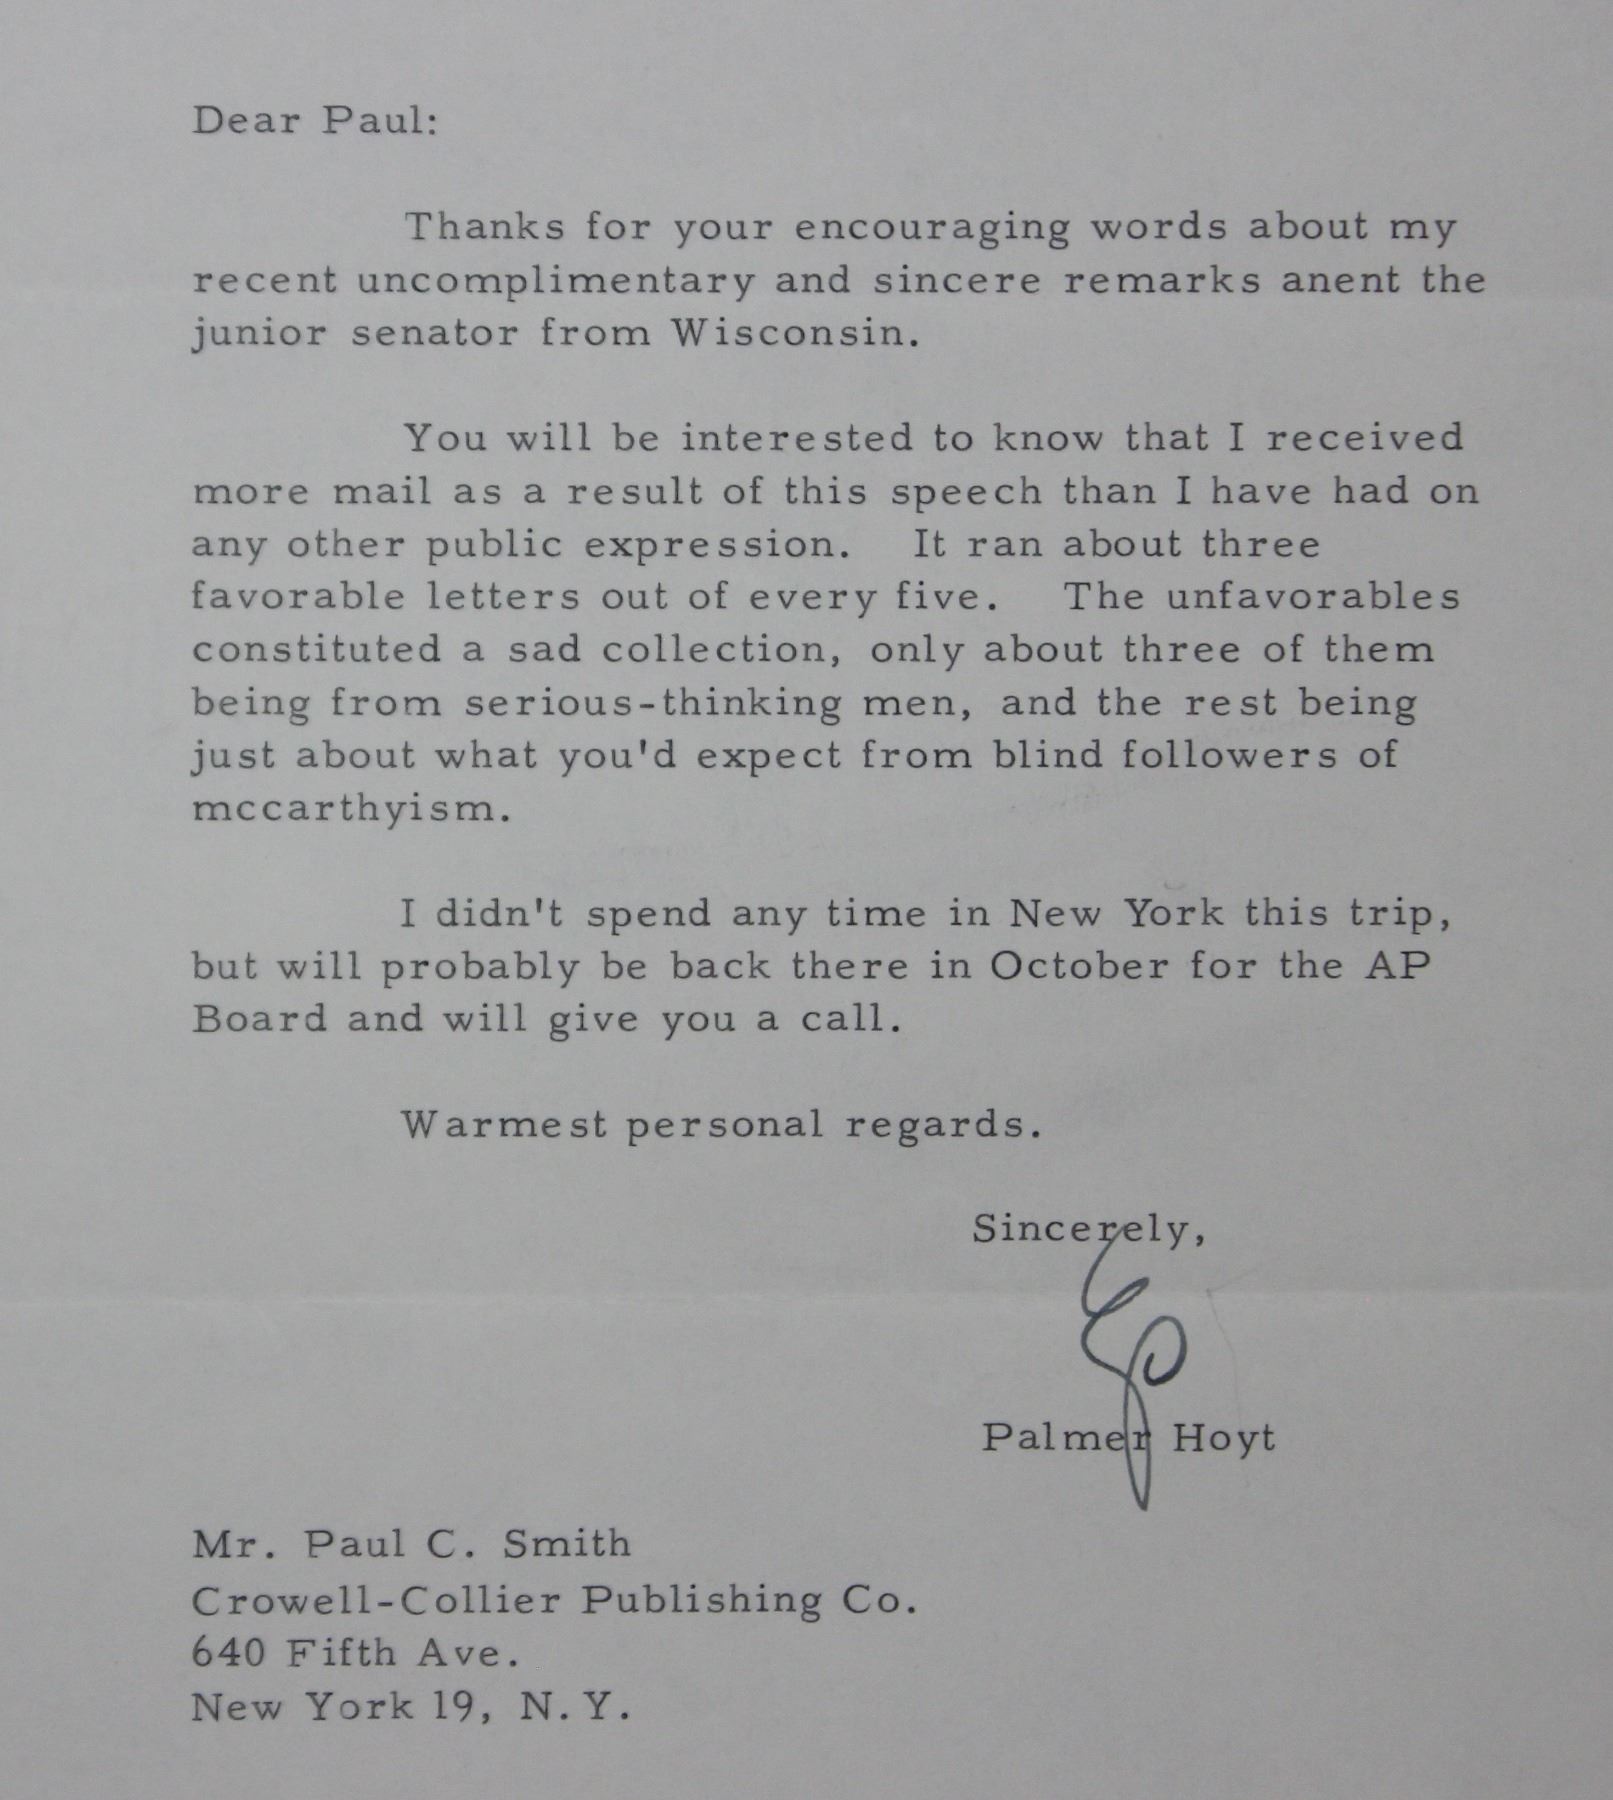 Dear Paul:
Thanks for your encouraging words about my
recent uncomplimentary and sincere remarks anent the
junior senator from Wisconsin.
You will be interested to know that I received
more mail as a result of this speech than I have had on
any other public expression. It ran about three
favorable letters out of every five. The unfavorables
constituted a sad collection, only about three of them
being from serious-thinking men, and the rest being
just about what you'd expect from blind followers of
mccarthyism.
I didn't spend any time in New York this trip,
but will probably be back there in October for the AP
Board and will give you a call.
Warmest personal regards.
Sincerely,
Ep
Palmer Hoyt
Mr. Paul C. Smith
Crowell-Collier Publishing Co.
640 Fifth Ave.
New York 19, N. Y.